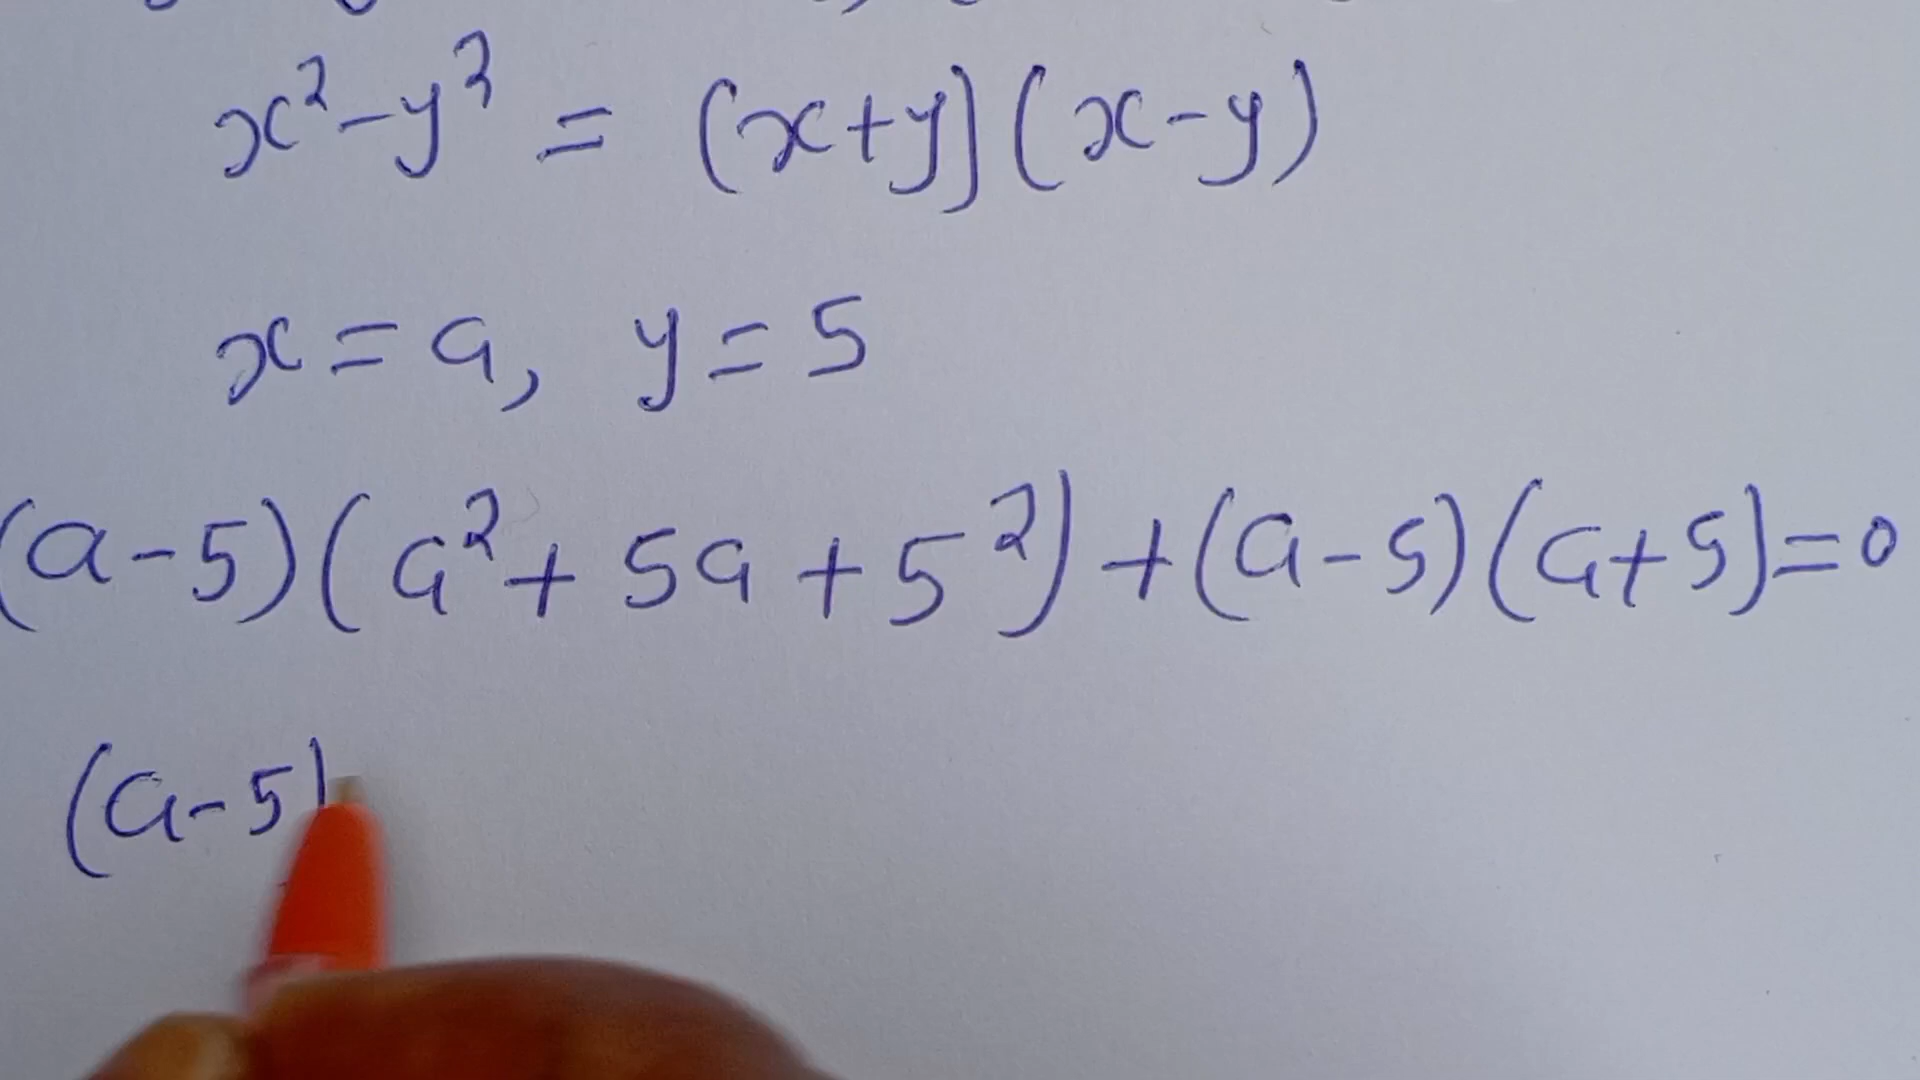 x² - y² = (x+y)(x-y)
x = a, y = 5
(a-5)(a² + 5a + 5²) + (a-5)(a+5) = 0
(a-5)